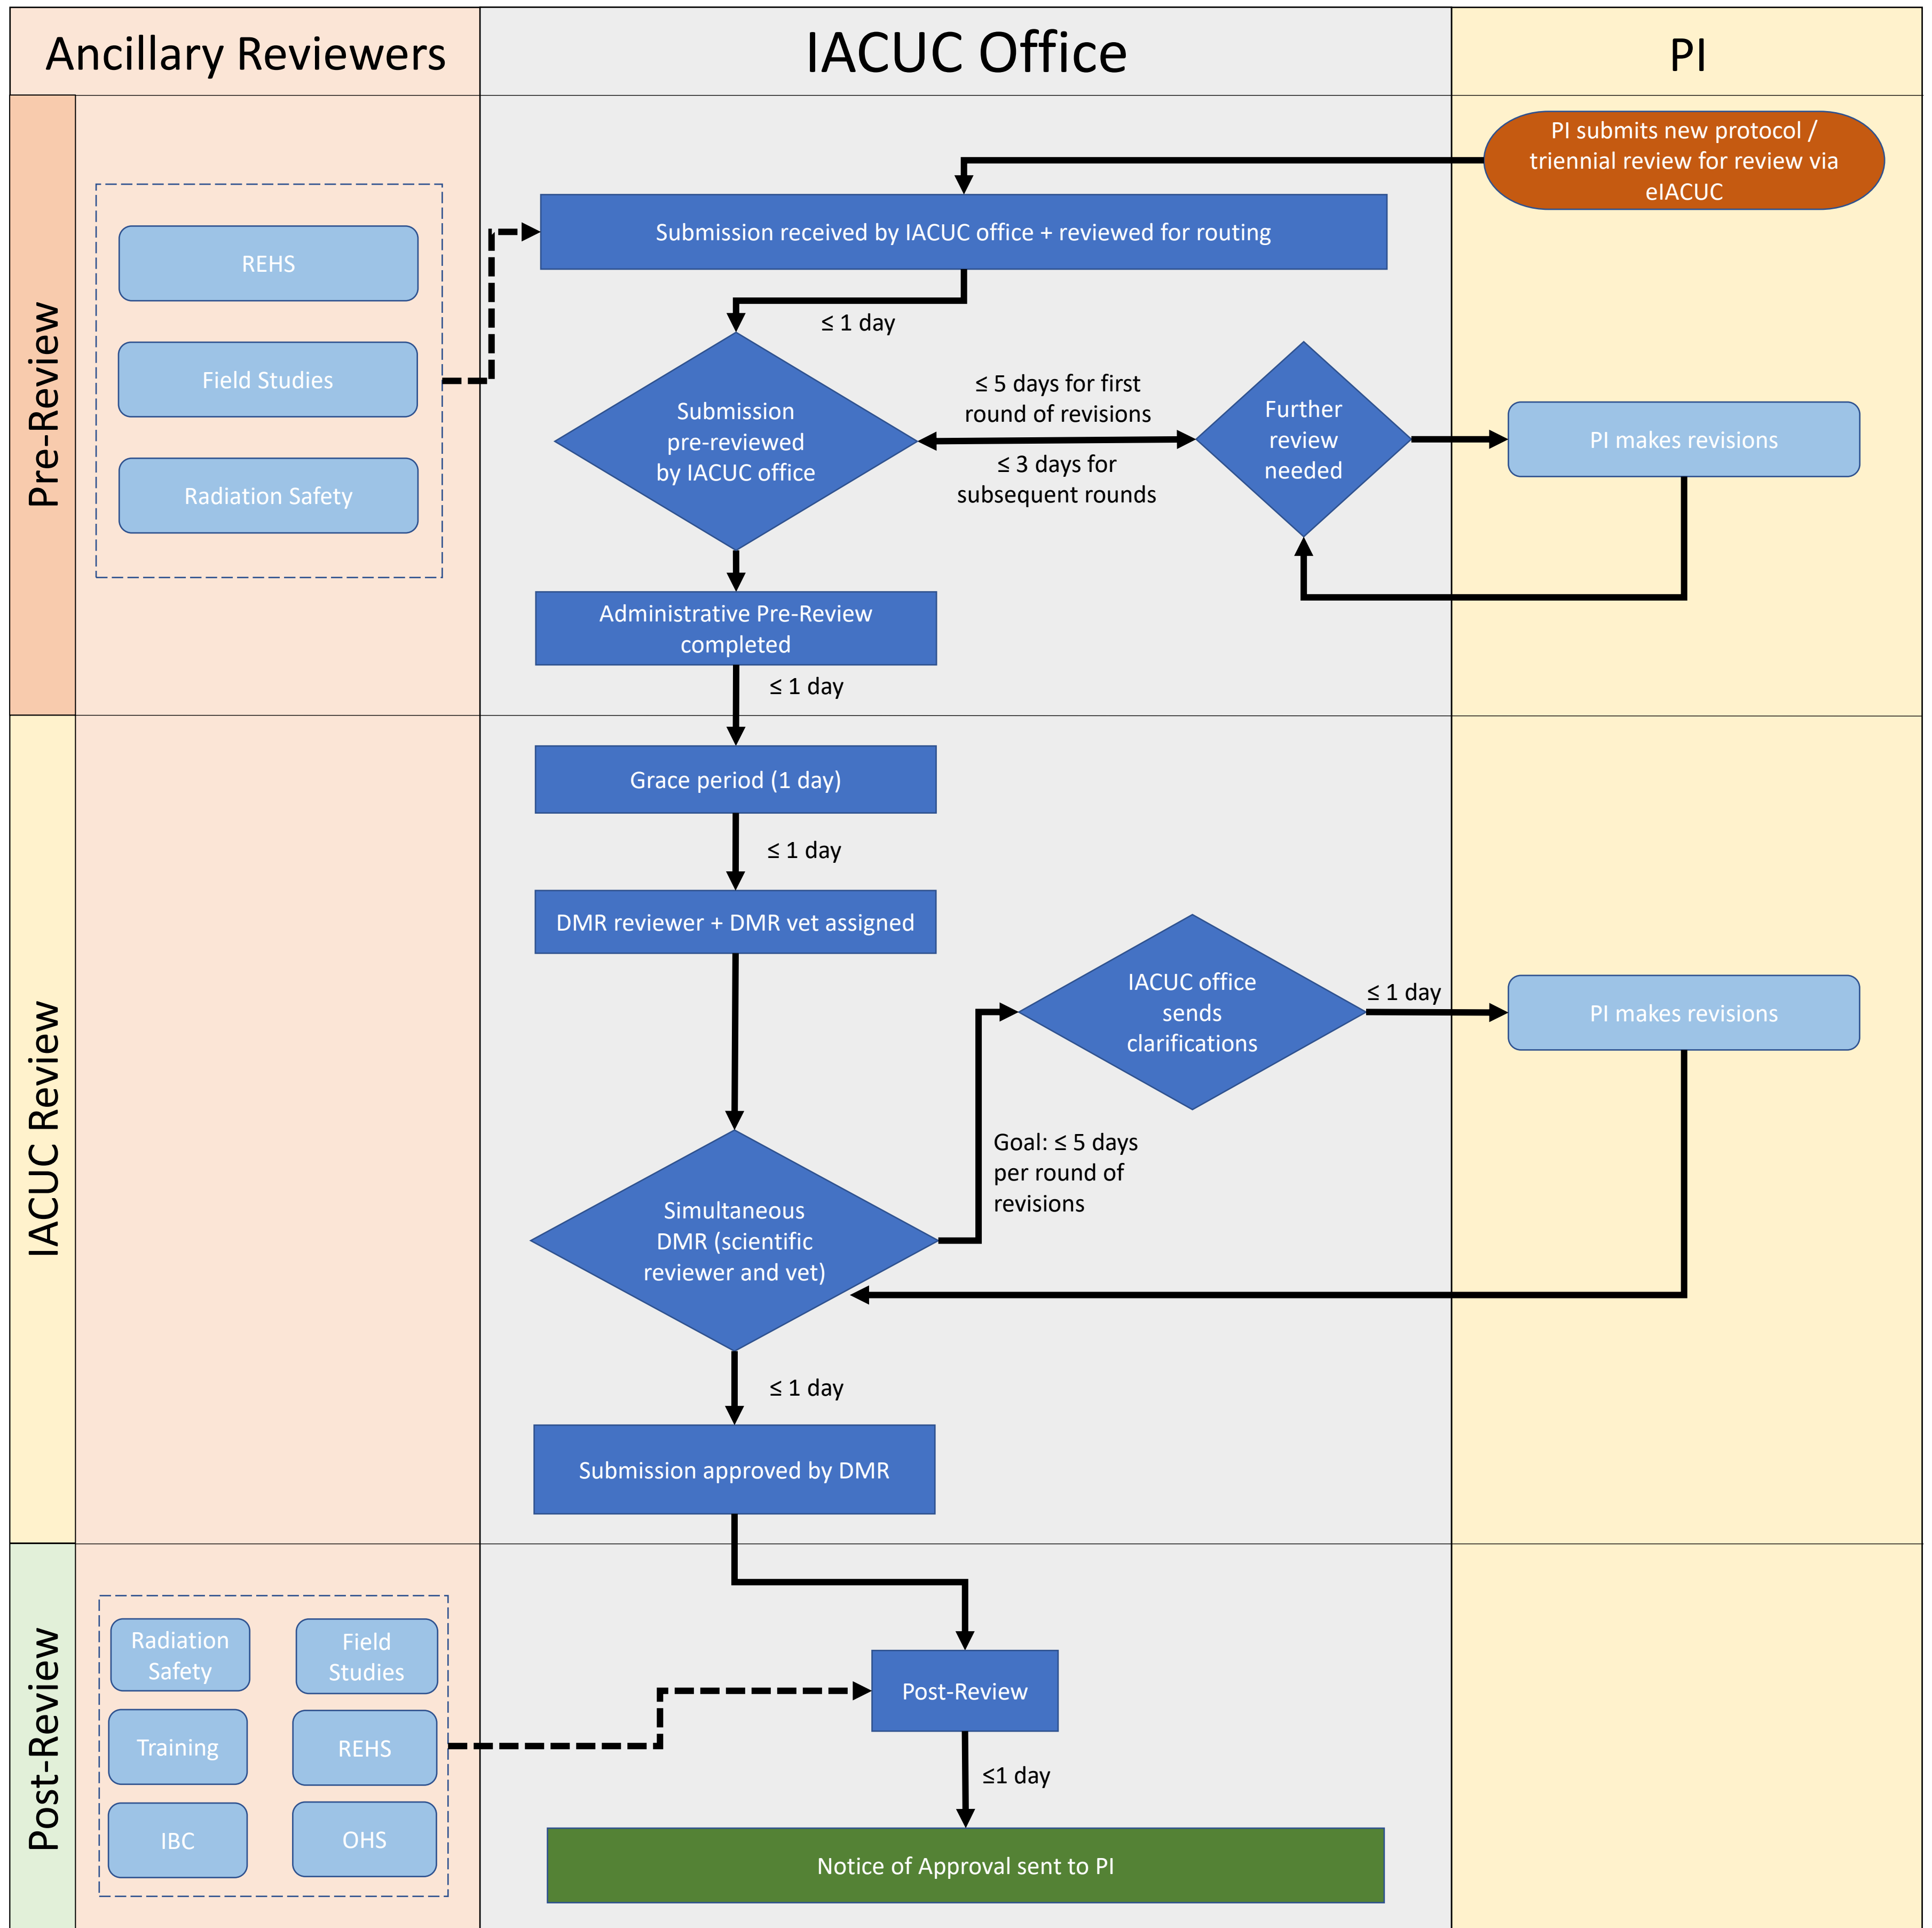 Ancillary Reviewers
IACUC Office
PI
Pre-Review
REHS
Field Studies
Radiation Safety
PI submits new protocol /
triennial review for review via
eIACUC
Submission received by IACUC office + reviewed for routing
≤ 1 day
Submission
pre-reviewed
by IACUC office
≤ 5 days for first
round of revisions
≤ 3 days for
subsequent rounds
Further
review
needed
PI makes revisions
Administrative Pre-Review
completed
≤ 1 day
IACUC Review
Grace period (1 day)
≤ 1 day
DMR reviewer + DMR vet assigned
IACUC office
sends
clarifications
≤ 1 day
PI makes revisions
Goal: ≤ 5 days
per round of
revisions
Simultaneous
DMR (scientific
reviewer and vet)
≤ 1 day
Submission approved by DMR
Post-Review
Radiation
Safety
Field
Studies
Training
REHS
IBC
OHS
Post-Review
≤1 day
Notice of Approval sent to PI